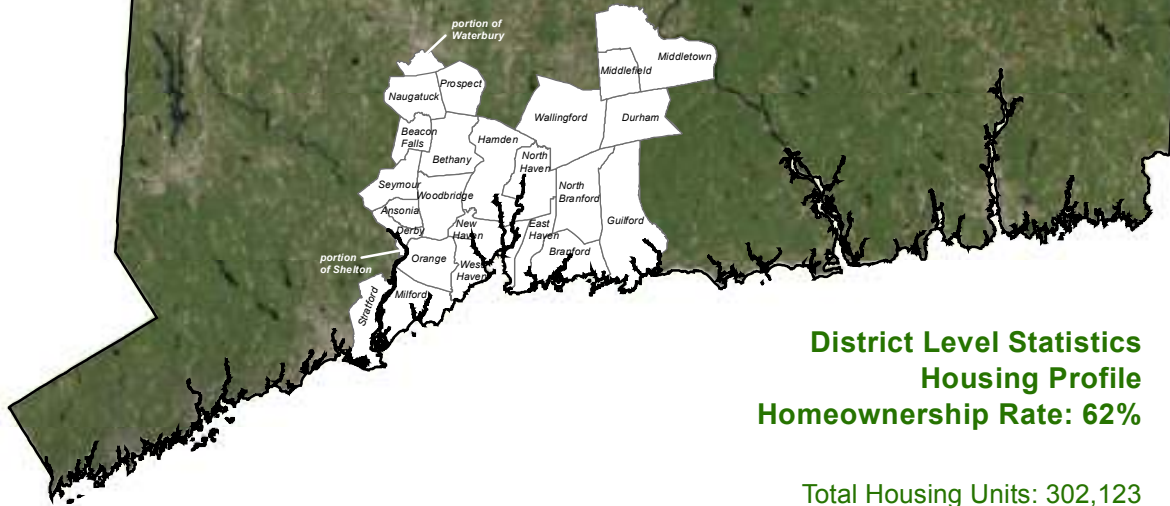 portion of
Waterbury
Middletown
Middlefield
Prospect
Naugatuck
Wallingford
Durham
Beacon
Falls
Hamden
Bethany
North
Haven
Seymour
Woodbridge
North
Branford
Ansonia
Derby
New
Haven
East
Haven
Guilford
Branford
portion
of Shelton
Orange
West
Haven
Milford
Stratford
District Level Statistics
Housing Profile
Homeownership Rate: 62%
Total Housing Units: 302,123